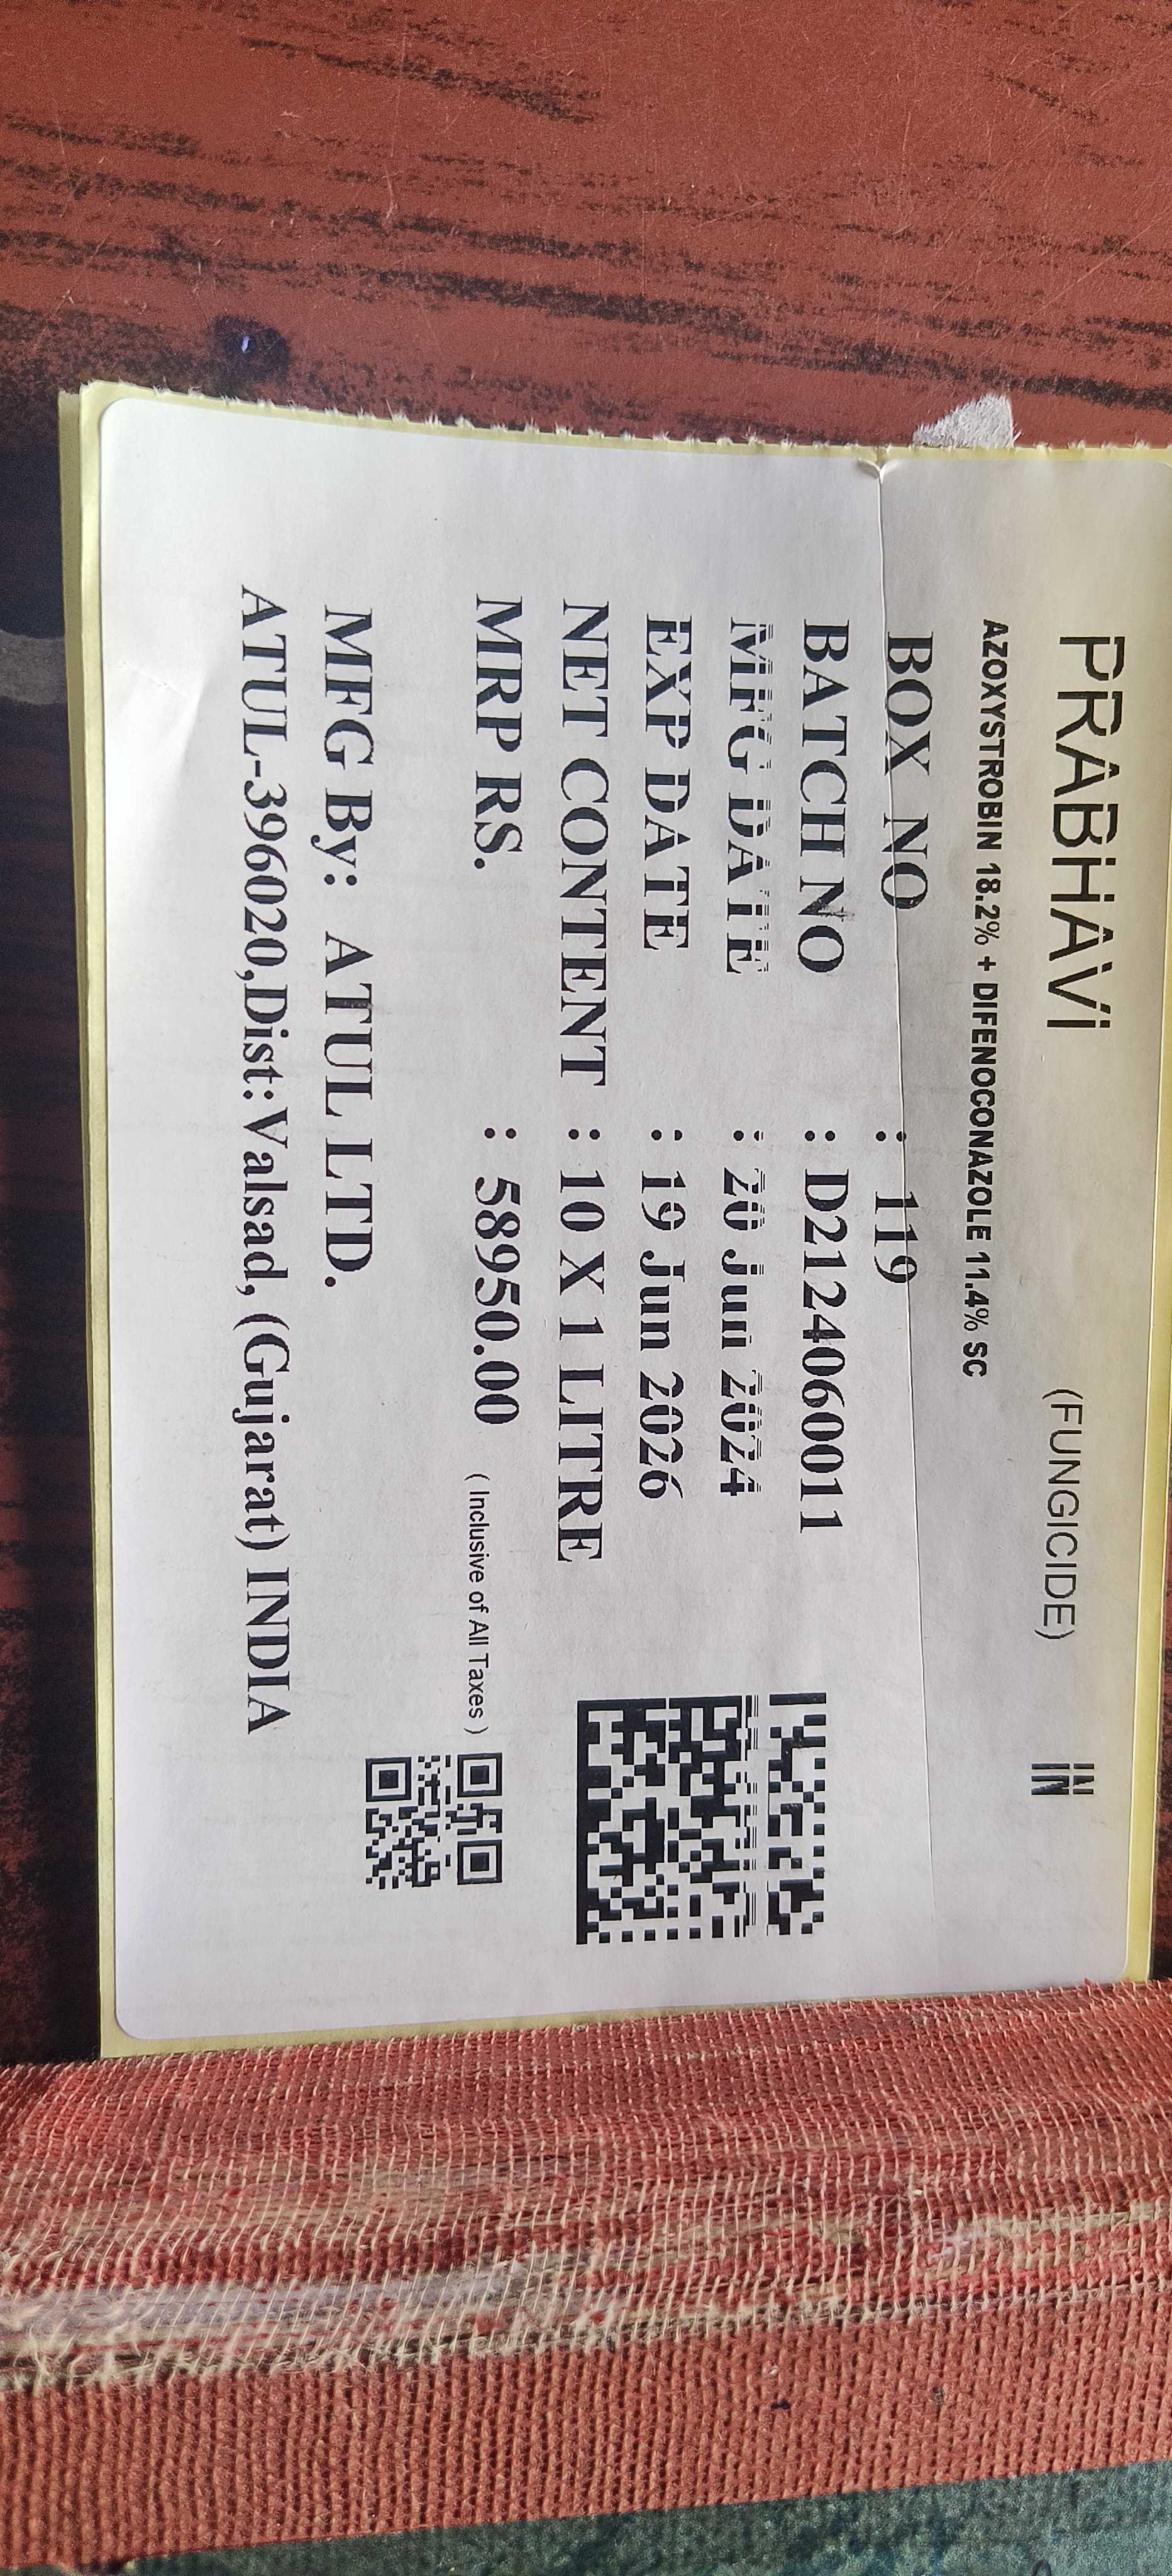 PRABHAVI (FUNGICIDE) IN
AZOXYSTROBIN 18.2% + DIFENOCONAZOLE 11.4% SC
BOX NO : 119
BATCH NO : D2124060011
MFG DATE : 20 Jun 2024
EXP DATE : 19 Jun 2026
NET CONTENT : 10 X 1 LITRE
MRP RS. : 58950.00 ( Inclusive of All Taxes )
MFG By: ATUL LTD.
ATUL-396020,Dist:Valsad, (Gujarat) INDIA